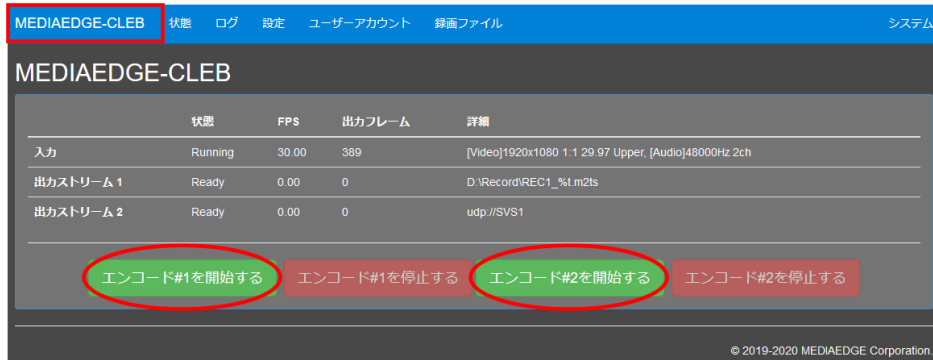 MEDIAEDGE-CLEB 状態 ログ 設定 ユーザーアカウント 録画ファイル システム
MEDIAEDGE-CLEB
状態 FPS 出力フレーム 詳細
入力 Running 30.00 389 [Video]1920x1080 1:1 29.97 Upper, [Audio]48000Hz 2ch
出力ストリーム 1 Ready 0.00 0 D:\Record\REC1_%t.m2ts
出力ストリーム 2 Ready 0.00 0 udp://SVS1
エンコード#1を開始する エンコード#1を停止する エンコード#2を開始する エンコード#2を停止する
© 2019-2020 MEDIAEDGE Corporation